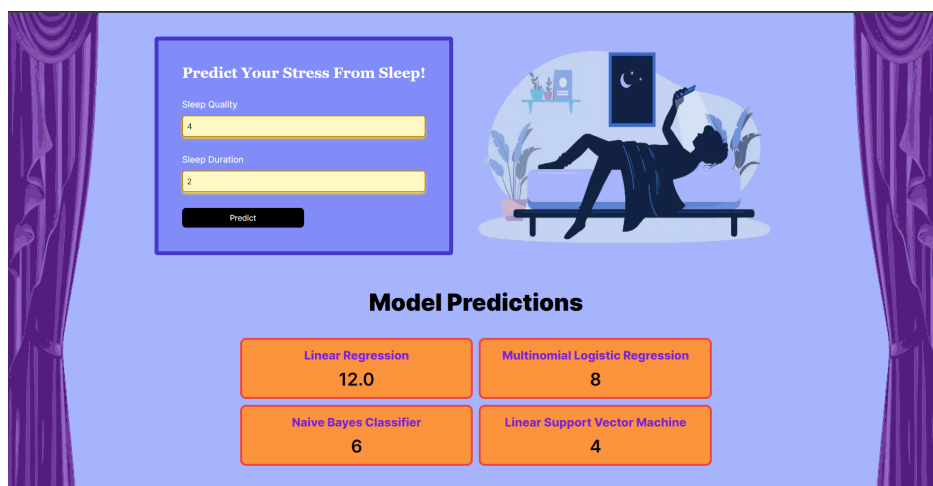 Predict Your Stress From Sleep!
Sleep Quality
4
Sleep Duration
2
Predict
Model Predictions
Linear Regression
12.0
Multinomial Logistic Regression
8
Naive Bayes Classifier
6
Linear Support Vector Machine
4